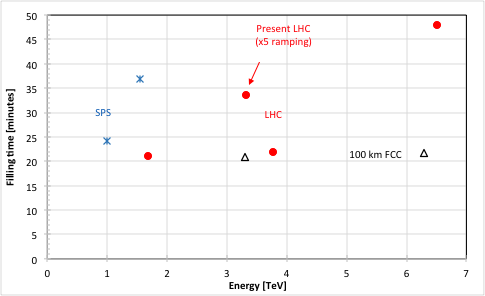 50
45
40
35
30
25
20
15
10
5
0
Filling time [minutes]
Present LHC
(x5 ramping)
SPS
LHC
100 km FCC
0 1 2 3 4 5 6 7
Energy [TeV]